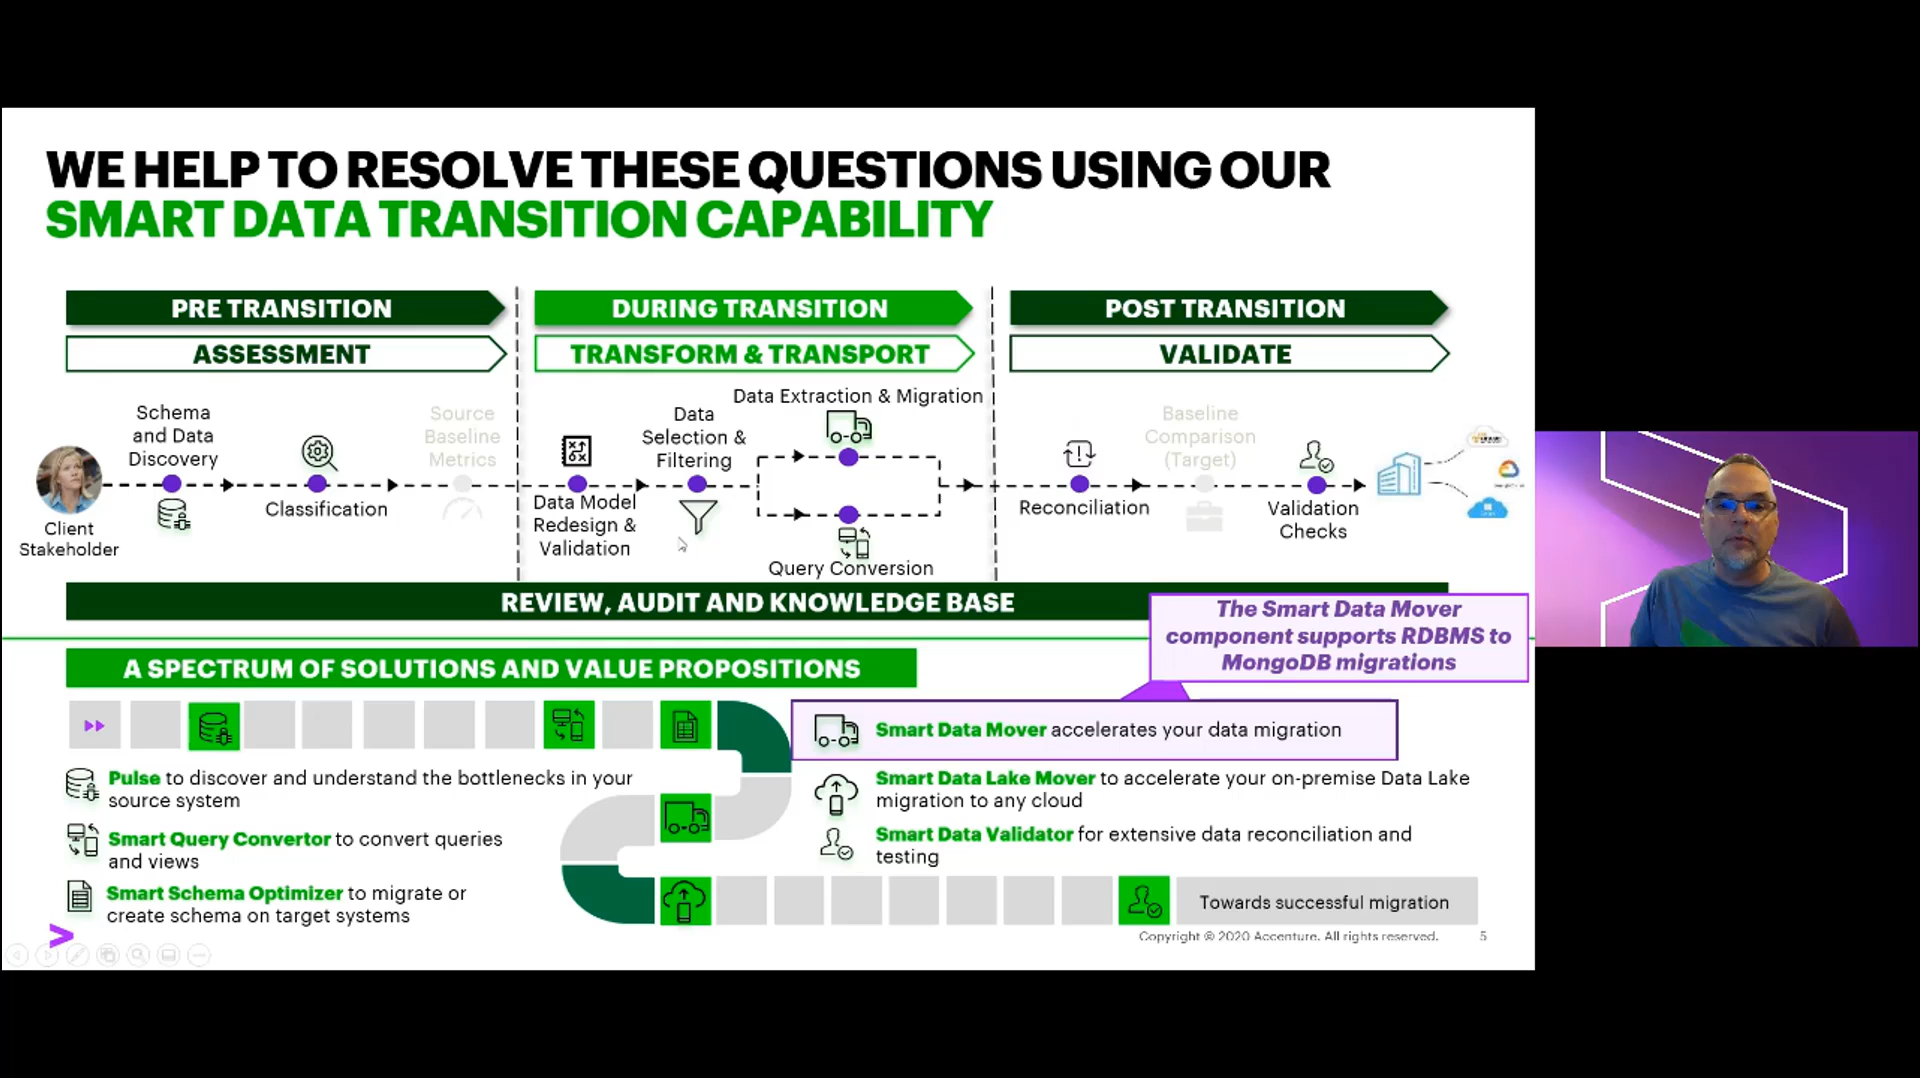 WE HELP TO RESOLVE THESE QUESTIONS USING OUR
SMART DATA TRANSITION CAPABILITY
PRE TRANSITION
DURING TRANSITION
POST TRANSITION
ASSESSMENT
TRANSFORM & TRANSPORT
VALIDATE
Client
Stakeholder
Schema
and Data
Discovery
Classification
Source
Baseline
Metrics
Data Model
Redesign &
Validation
Data
Selection &
Filtering
Data Extraction & Migration
Query Conversion
Reconciliation
Baseline
Comparison
(Target)
Validation
Checks
REVIEW, AUDIT AND KNOWLEDGE BASE
The Smart Data Mover
component supports RDBMS to
MongoDB migrations
A SPECTRUM OF SOLUTIONS AND VALUE PROPOSITIONS
Pulse to discover and understand the bottlenecks in your
source system
Smart Query Convertor to convert queries
and views
Smart Schema Optimizer to migrate or
create schema on target systems
Smart Data Mover accelerates your data migration
Smart Data Lake Mover to accelerate your on-premise Data Lake
migration to any cloud
Smart Data Validator for extensive data reconciliation and
testing
Towards successful migration
Copyright © 2020 Accenture. All rights reserved.
5